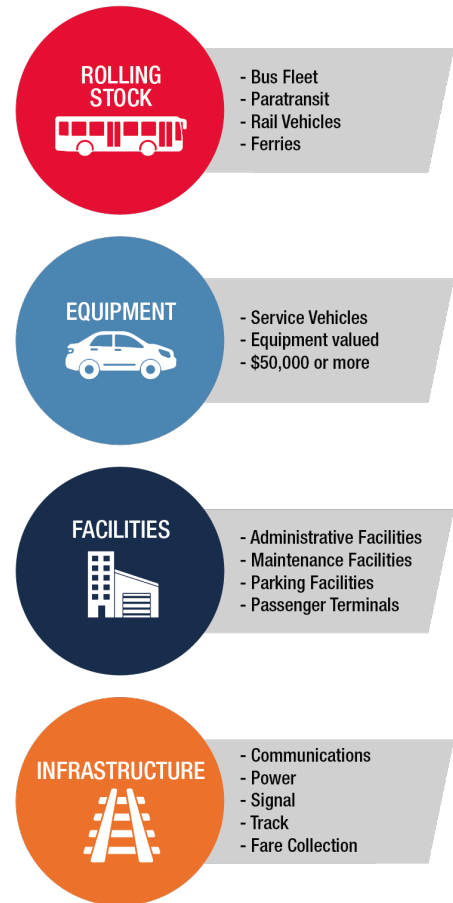 ROLLING
STOCK
- Bus Fleet
- Paratransit
- Rail Vehicles
- Ferries
EQUIPMENT
- Service Vehicles
- Equipment valued
- $50,000 or more
FACILITIES
- Administrative Facilities
- Maintenance Facilities
- Parking Facilities
- Passenger Terminals
INFRASTRUCTURE
- Communications
- Power
- Signal
- Track
- Fare Collection